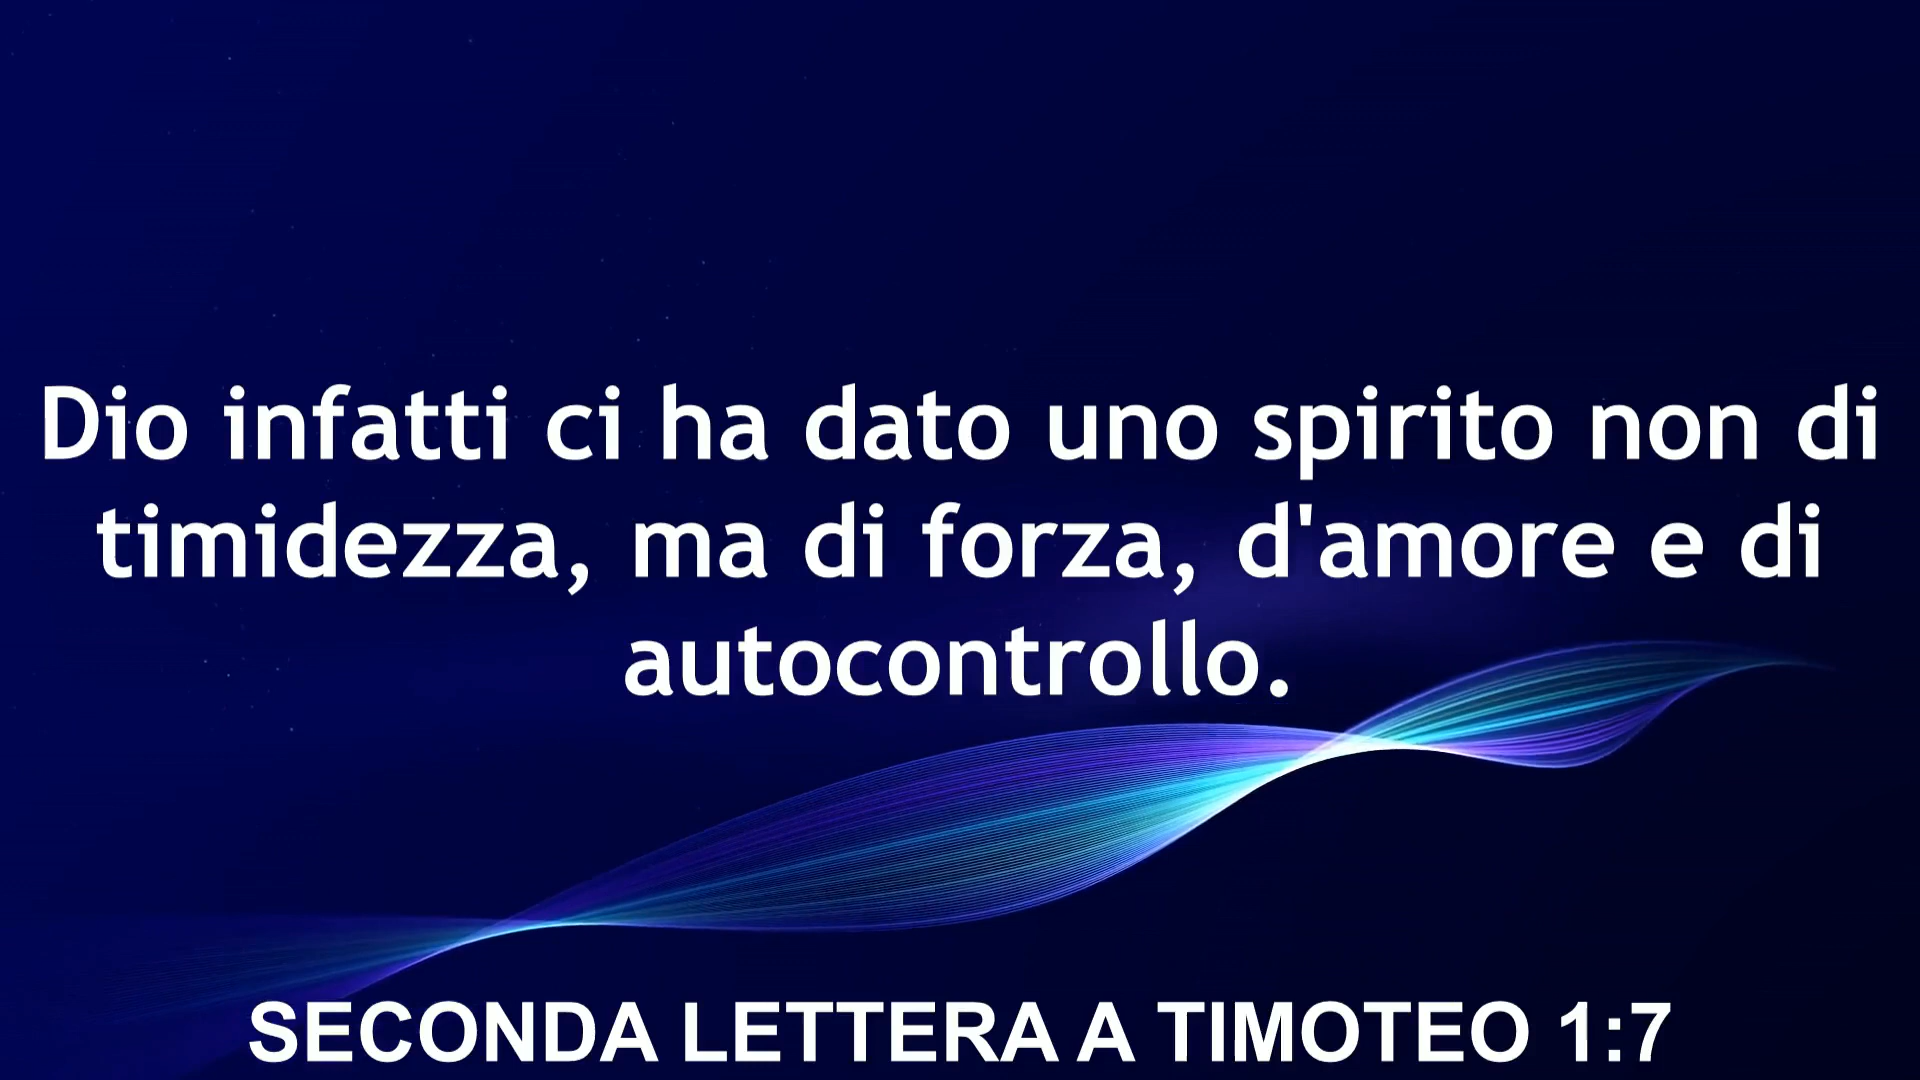 Dio infatti ci ha dato uno spirito non di
timidezza, ma di forza, d'amore e di
autocontrollo.
SECONDA LETTERA A TIMOTEO 1:7